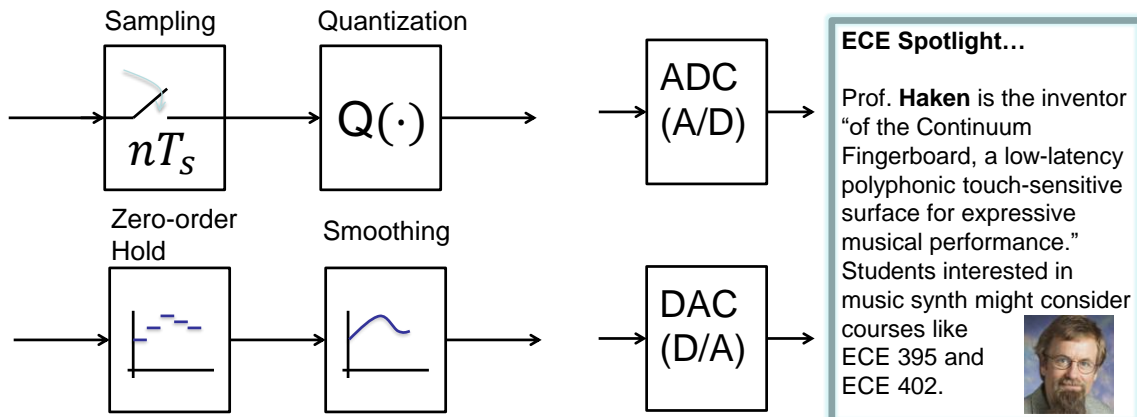 Sampling
Quantization
nTₛ
Q(·)
ADC
(A/D)
Zero-order
Hold
Smoothing
DAC
(D/A)
ECE Spotlight…
Prof. Haken is the inventor
“of the Continuum
Fingerboard, a low-latency
polyphonic touch-sensitive
surface for expressive
musical performance.”
Students interested in
music synth might consider
courses like
ECE 395 and
ECE 402.